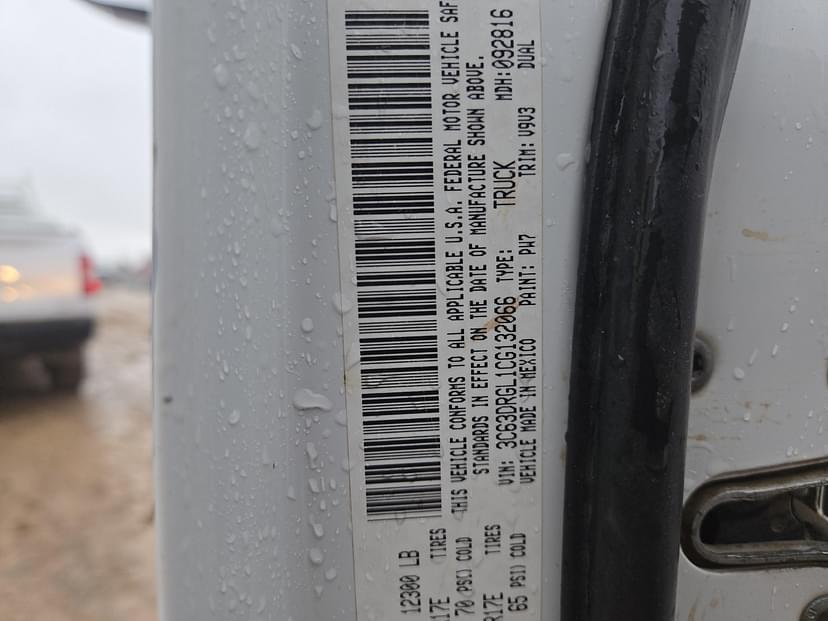 12300 LB
R17E TIRES
70 PSI) COLD
R17E TIRES
65 PSI) COLD
THIS VEHICLE CONFORMS TO ALL APPLICABLE U.S.A. FEDERAL MOTOR VEHICLE SAF
STANDARDS IN EFFECT ON THE DATE OF MANUFACTURE SHOWN ABOVE.
VIN: 3C63DRGL1CG132066 TYPE: TRUCK MDH:092816
VEHICLE MADE IN MEXICO PAINT: PW7 TRIM: V9V3 DUAL